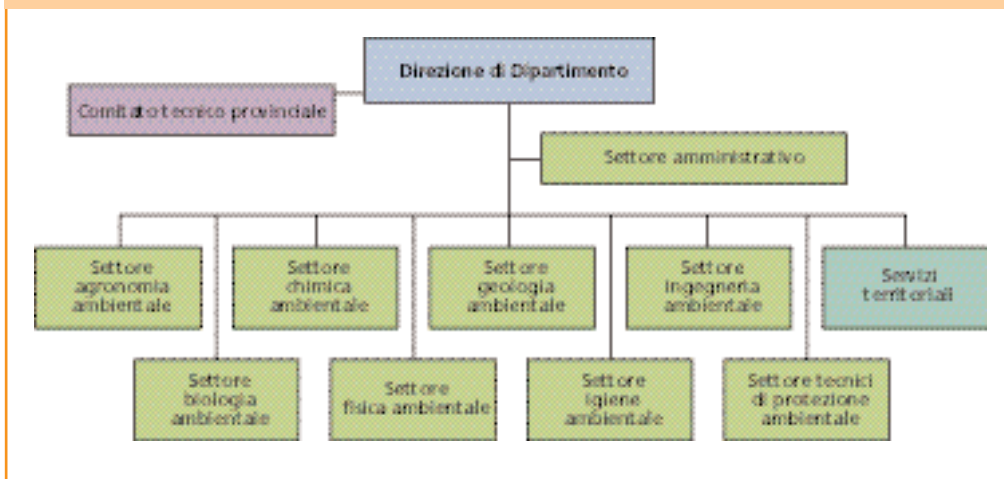 Direzione di Dipartimento
Comitato tecnico provinciale
Settore amministrativo
Settore
agronomia
ambientale
Settore
chimica
ambientale
Settore
geologia
ambientale
Settore
ingegneria
ambientale
Servizi
territoriali
Settore
biologia
ambientale
Settore
fisica ambientale
Settore
igiene
ambientale
Settore tecnici
di protezione
ambientale